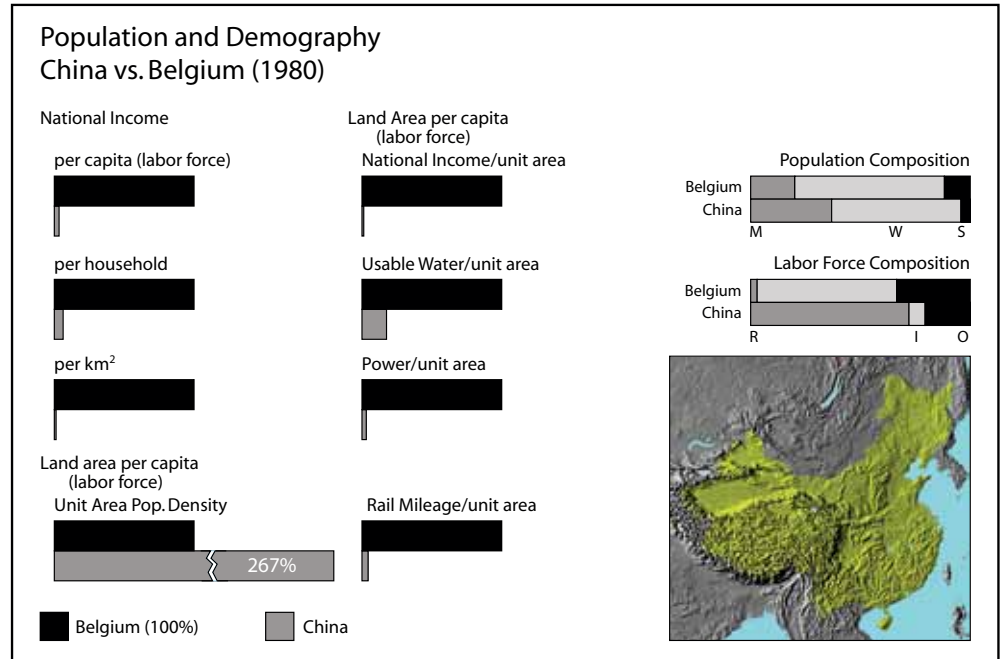 Population and Demography
China vs. Belgium (1980)
National Income
per capita (labor force)
per household
per km²
Land area per capita
(labor force)
Unit Area Pop. Density
267%
Land Area per capita
(labor force)
National Income/unit area
Usable Water/unit area
Power/unit area
Rail Mileage/unit area
Belgium (100%)
China
Population Composition
Belgium
China
M W S
Labor Force Composition
Belgium
China
R I O